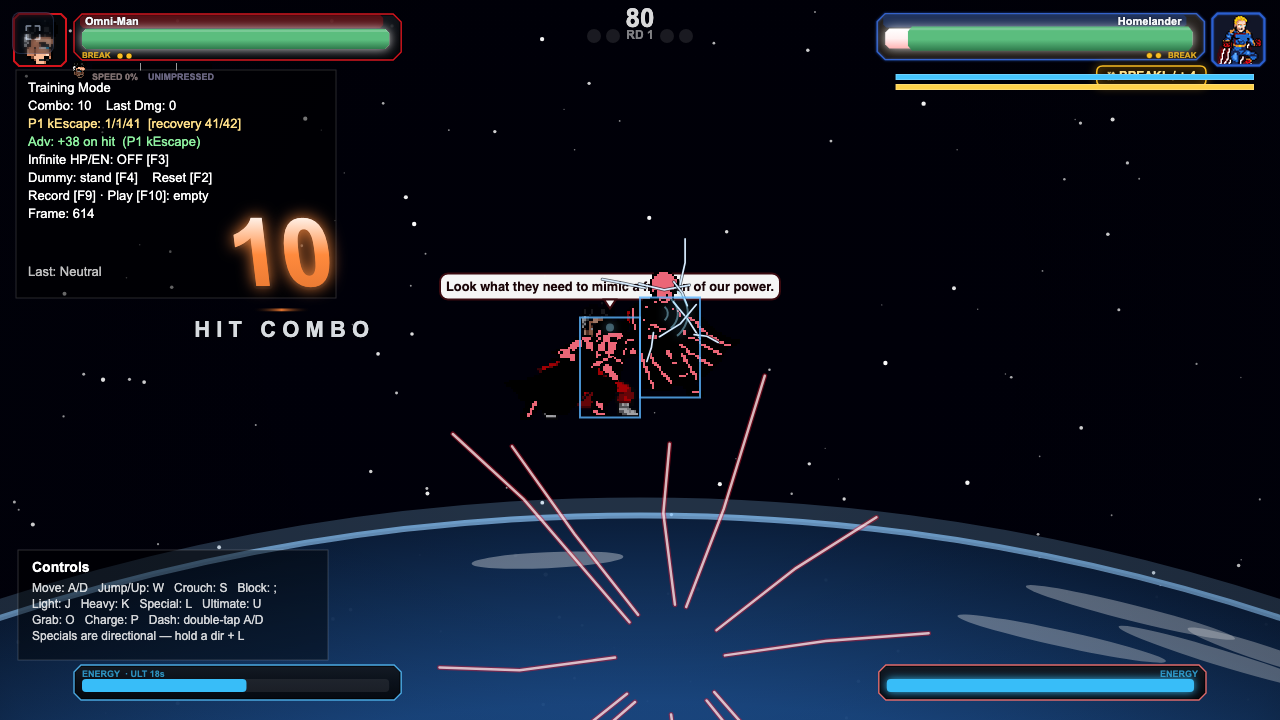 Omni-Man
80
Homelander
RD 1
BREAK
BREAK
SPEED 0% UNIMPRESSED
Training Mode
Combo: 10 Last Dmg: 0
P1 kEscape: 1/1/41 [recovery 41/42]
Adv: +38 on hit (P1 kEscape)
Infinite HP/EN: OFF [F3]
Dummy: stand [F4] Reset [F2]
Record [F9] · Play [F10]: empty
Frame: 614
10
Last: Neutral
Look what they need to mimic a of our power.
HIT COMBO
Controls
Move: A/D Jump/Up: W Crouch: S Block: ;
Light: J Heavy: K Special: L Ultimate: U
Grab: O Charge: P Dash: double-tap A/D
Specials are directional — hold a dir + L
ENERGY · ULT 18s
ENERGY